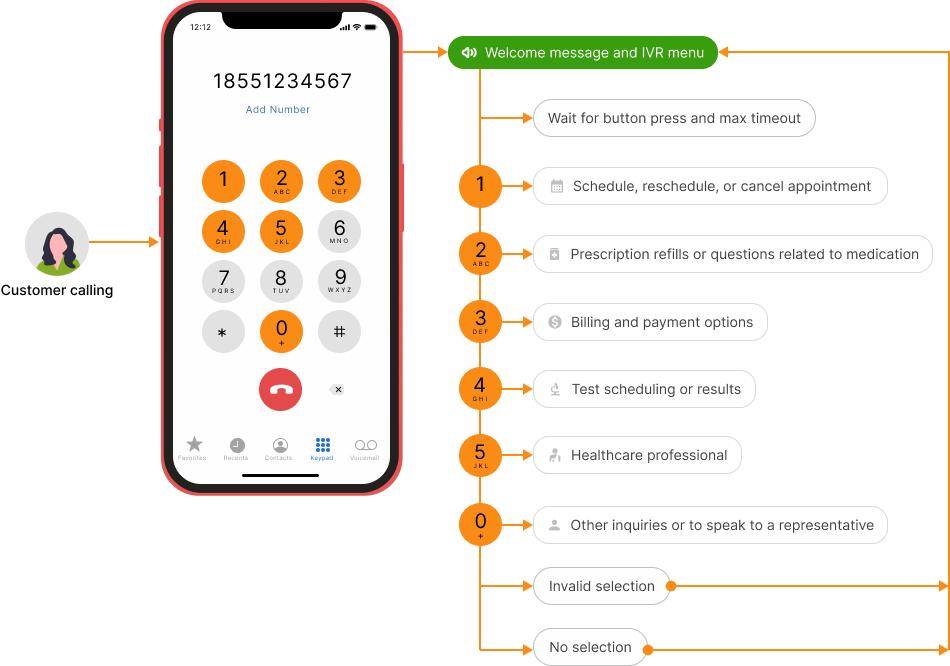 12:12
18551234567
Add Number
1
2
ABC
3
DEF
4
GHI
5
JKL
6
MNO
7
PQRS
8
TUV
9
WXYZ
*
0
+
#
Favorites
Recents
Contacts
Keypad
Voicemail
Customer calling
Welcome message and IVR menu
Wait for button press and max timeout
1
Schedule, reschedule, or cancel appointment
2
ABC
Prescription refills or questions related to medication
3
DEF
Billing and payment options
4
GHI
Test scheduling or results
5
JKL
Healthcare professional
0
+
Other inquiries or to speak to a representative
Invalid selection
No selection